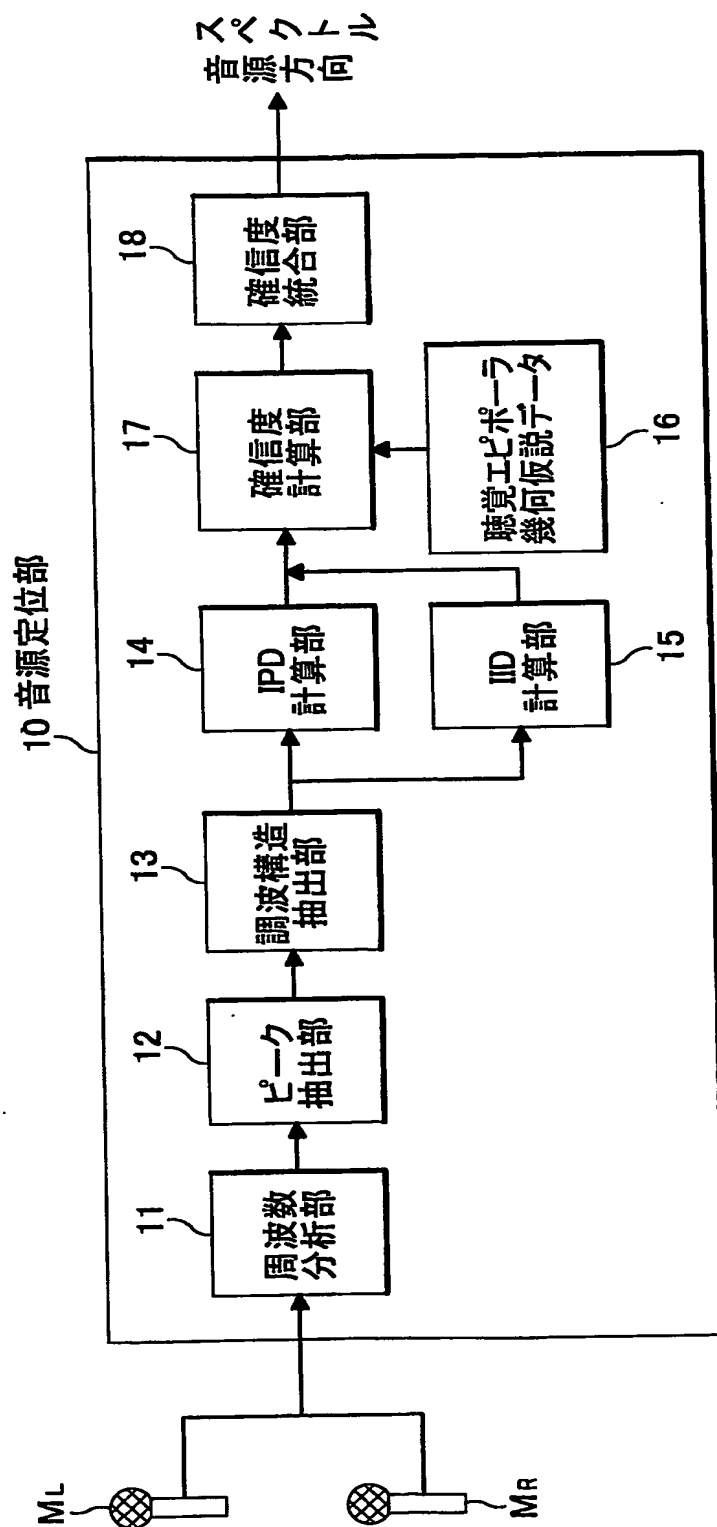 10 音源定位部
ML
MR
11
周波数
分析部
12
ピーク
抽出部
13
調波構造
抽出部
14
IPD
計算部
IID
計算部
15
17
確信度
計算部
聴覚エピポーラ
幾何仮説データ
16
18
確信度
統合部
スペクトル
音源方向